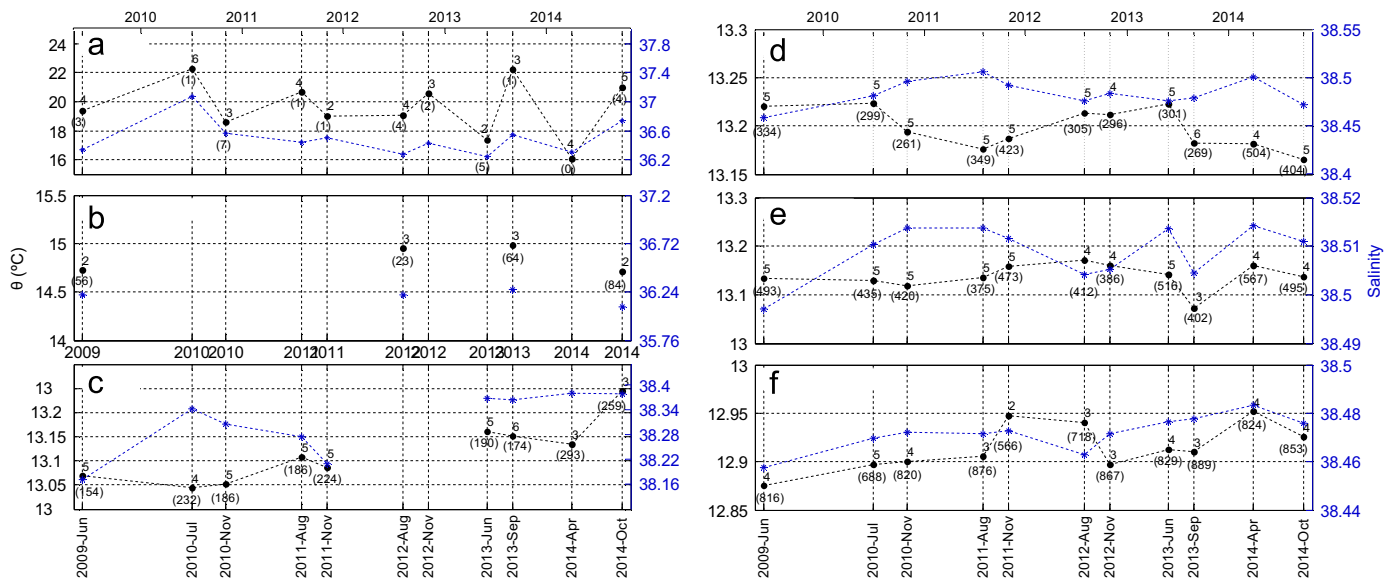 2010 2011 2012 2013 2014
2010 2011 2012 2013 2014
a
24
22
20
18
16
37.8
37.4
37
36.6
36.2
4 6 3 4 2 4 3 2 3 4 5
(3) (1) (7) (1) (1) (4) (2) (5) (1) (0) (4)
d
13.3
13.25
13.2
13.15
38.55
38.5
38.45
38.4
5 5 5 5 5 5 4 5 6 4 5
(334) (299) (261) (349) (423) (305) (296) (301) (269) (504) (404)
b
θ (ºC)
15.5
15
14.5
14
37.2
36.72
36.24
35.76
2 3 3 2
(56) (23) (64) (84)
2009 2010 2010 2011 2011 2012 2012 2013 2013 2014 2014
e
13.3
13.2
13.1
13
38.52
38.51
38.5
38.49
Salinity
5 5 5 5 5 4 4 5 3 4 5
(493) (435) (420) (375) (473) (412) (386) (516) (402) (567) (495)
c
13
13.2
13.15
13.05
13
38.4
38.34
38.28
38.22
38.16
5 4 5 5 5 5 6 3 3
(154) (232) (186) (186) (224) (190) (174) (293) (259)
f
13
12.95
12.9
12.85
38.5
38.48
38.46
38.44
4 5 4 3 2 3 3 4 3 4 4
(816) (688) (820) (876) (566) (718) (867) (829) (889) (824) (853)
2009-Jun 2010-Jul 2010-Nov 2011-Aug 2011-Nov 2012-Aug 2012-Nov 2013-Jun 2013-Sep 2014-Apr 2014-Oct
2009-Jun 2010-Jul 2010-Nov 2011-Aug 2011-Nov 2012-Aug 2012-Nov 2013-Jun 2013-Sep 2014-Apr 2014-Oct